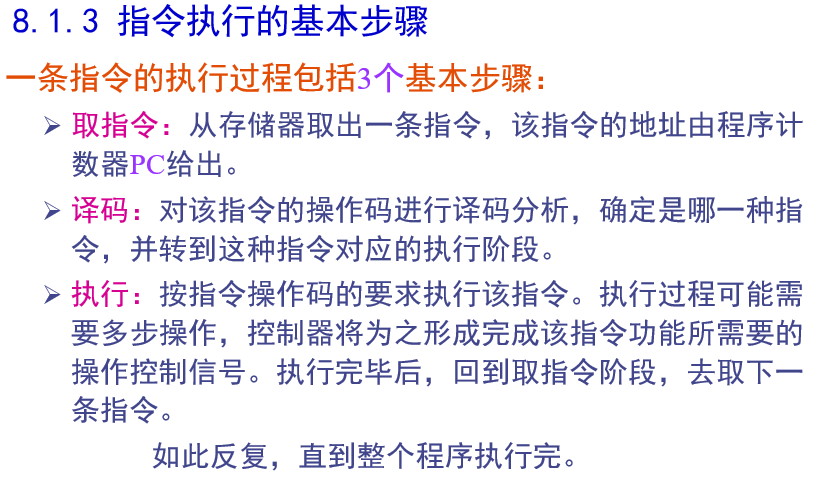 8.1.3 指令执行的基本步骤
一条指令的执行过程包括3个基本步骤：
➢ 取指令：从存储器取出一条指令，该指令的地址由程序计
数器PC给出。
➢ 译码：对该指令的操作码进行译码分析，确定是哪一种指
令，并转到这种指令对应的执行阶段。
➢ 执行：按指令操作码的要求执行该指令。执行过程可能需
要多步操作，控制器将为之形成完成该指令功能所需要的
操作控制信号。执行完毕后，回到取指令阶段，去取下一
条指令。
如此反复，直到整个程序执行完。